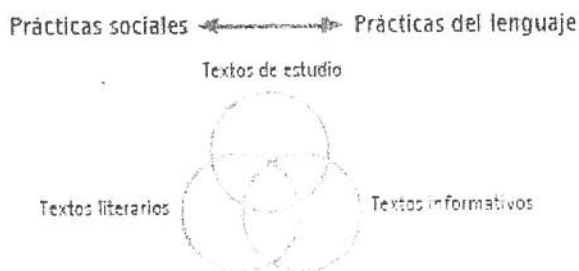 Prácticas sociales Prácticas del lenguaje
Textos de estudio
Textos literarios Textos informativos